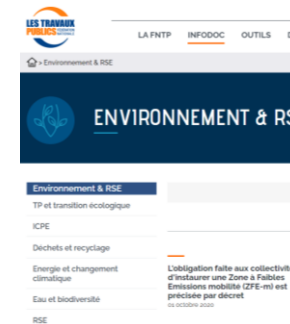 LES TRAVAUX
PUBLICS FÉDÉRATION NATIONALE
LA FNTP INFODOC OUTILS
> Environnement & RSE
ENVIRONNEMENT & RS
Environnement & RSE
TP et transition écologique
ICPE
Déchets et recyclage
Energie et changement
climatique
Eau et biodiversité
RSE
L'obligation faite aux collectivit
d'instaurer une Zone à Faibles
Emissions mobilité (ZFE-m) est
précisée par décret
01 octobre 2020